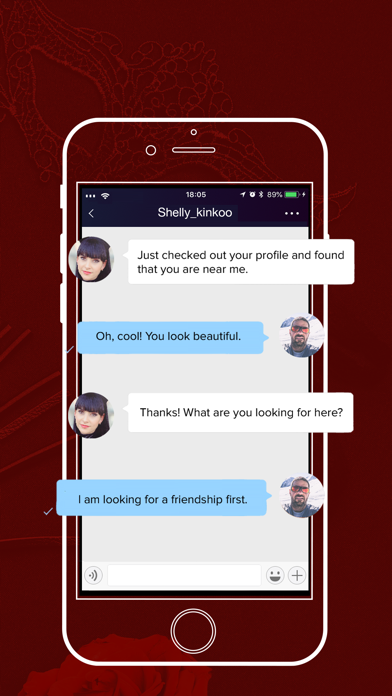 18:05
89%
Shelly_kinkoo
Just checked out your profile and found
that you are near me.
Oh, cool! You look beautiful.
Thanks! What are you looking for here?
I am looking for a friendship first.